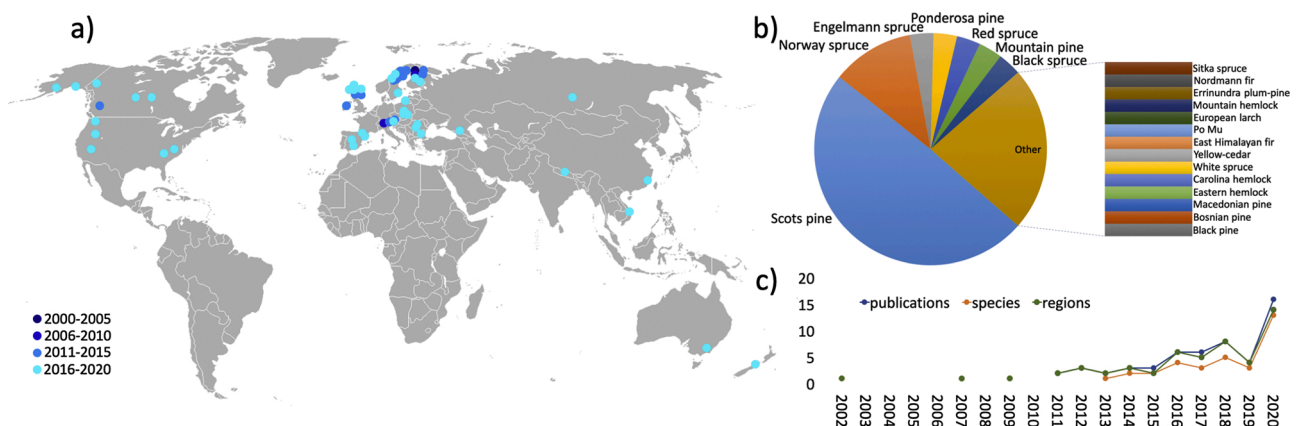 a)
2000-2005
2006-2010
2011-2015
2016-2020
b)
Ponderosa pine
Engelmann spruce
Red spruce
Norway spruce
Mountain pine
Black spruce
Other
Scots pine
Sitka spruce
Nordmann fir
Errinundra plum-pine
Mountain hemlock
European larch
Po Mu
East Himalayan fir
Yellow-cedar
White spruce
Carolina hemlock
Eastern hemlock
Macedonian pine
Bosnian pine
Black pine
c)
20
15
10
5
0
publications
species
regions
2002
2003
2004
2005
2006
2007
2008
2009
2010
2011
2012
2013
2014
2015
2016
2017
2018
2019
2020